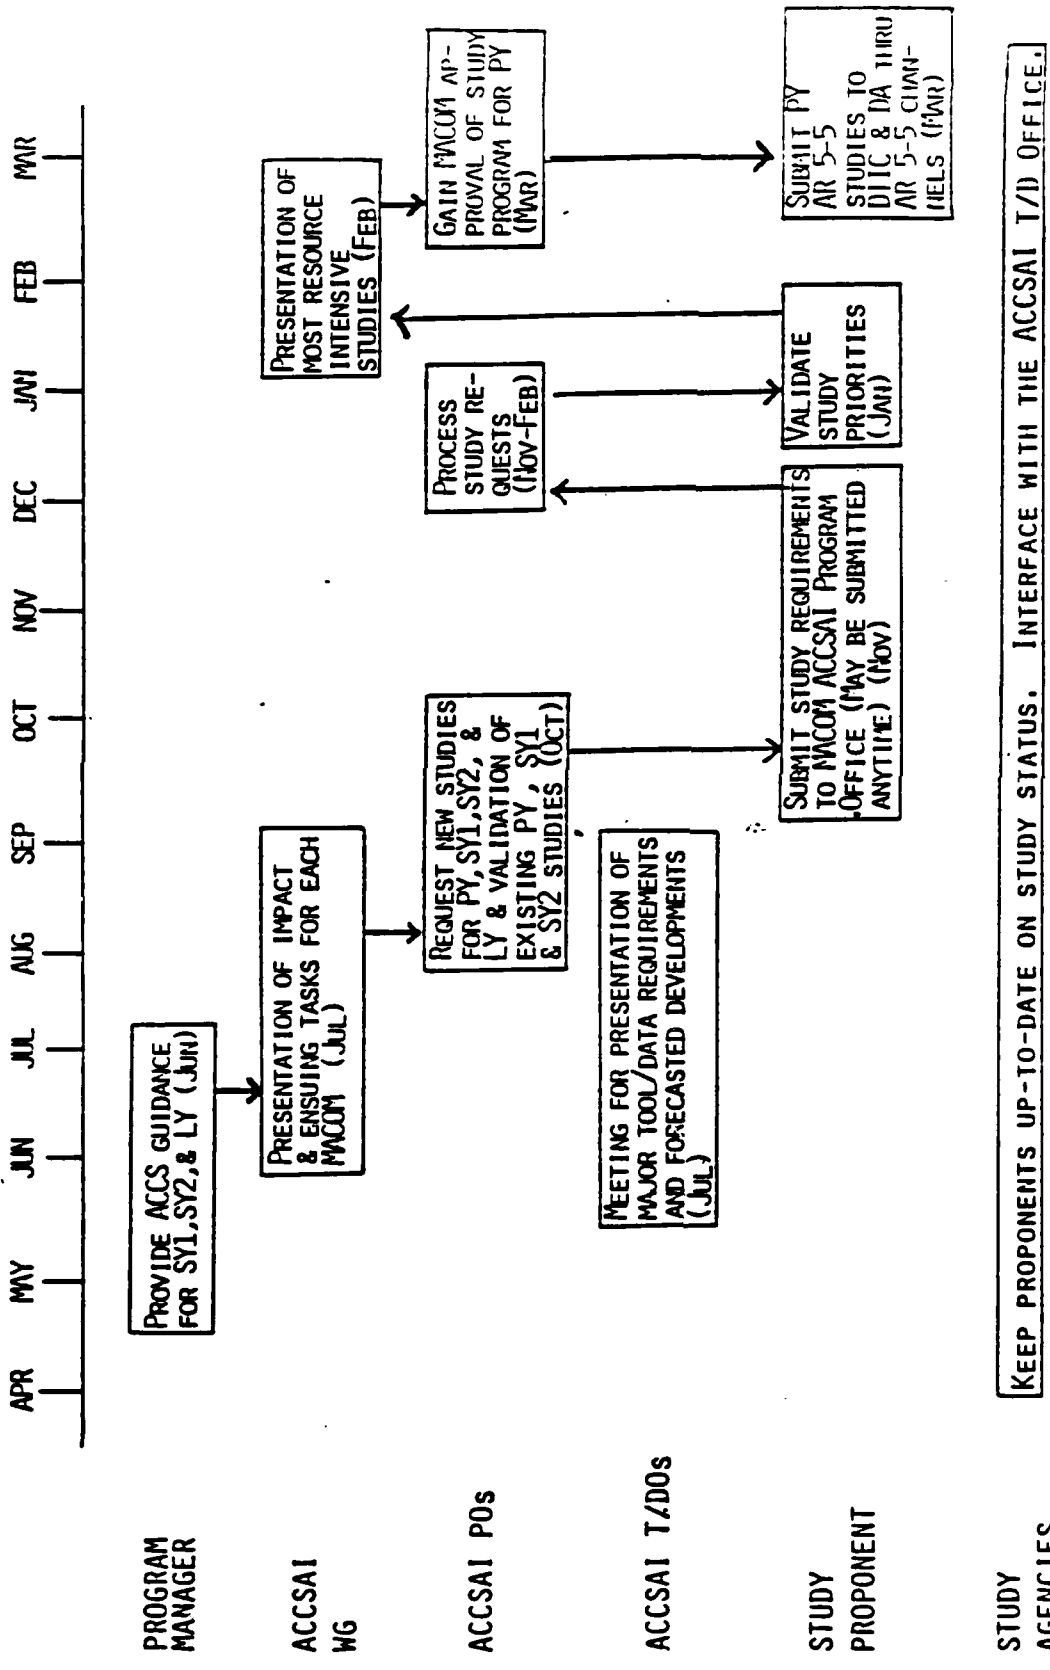 APR MAY JUN JUL AUG SEP OCT NOV DEC JAN FEB MAR
PROGRAM
MANAGER
PROVIDE ACCS GUIDANCE
FOR SY1,SY2,& LY (JUN)
ACCSAI
WG
PRESENTATION OF IMPACT
& ENSUING TASKS FOR EACH
MACOM (JUL)
PRESENTATION OF
MOST RESOURCE
INTENSIVE
STUDIES (FEB)
ACCSAI POs
REQUEST NEW STUDIES
FOR PY,SY1,SY2, &
LY & VALIDATION OF
EXISTING PY, SY1
& SY2 STUDIES (OCT)
PROCESS
STUDY RE-
QUESTS
(NOV-FEB)
GAIN MACOM AP-
PROVAL OF STUDY
PROGRAM FOR PY
(MAR)
ACCSAI T/DOs
MEETING FOR PRESENTATION OF
MAJOR TOOL/DATA REQUIREMENTS
AND FORECASTED DEVELOPMENTS
(JUL)
STUDY
PROPONENT
SUBMIT STUDY REQUIREMENTS
TO MACOM ACCSAI PROGRAM
OFFICE (MAY BE SUBMITTED
ANYTIME) (NOV)
VALIDATE
STUDY
PRIORITIES
(JAN)
SUBMIT PY
AR 5-5
STUDIES TO
DTIC & DA THRU
AR 5-5 CHAN-
NELS (MAR)
STUDY
AGENCIES
KEEP PROPONENTS UP-TO-DATE ON STUDY STATUS. INTERFACE WITH THE ACCSAI T/D OFFICE.